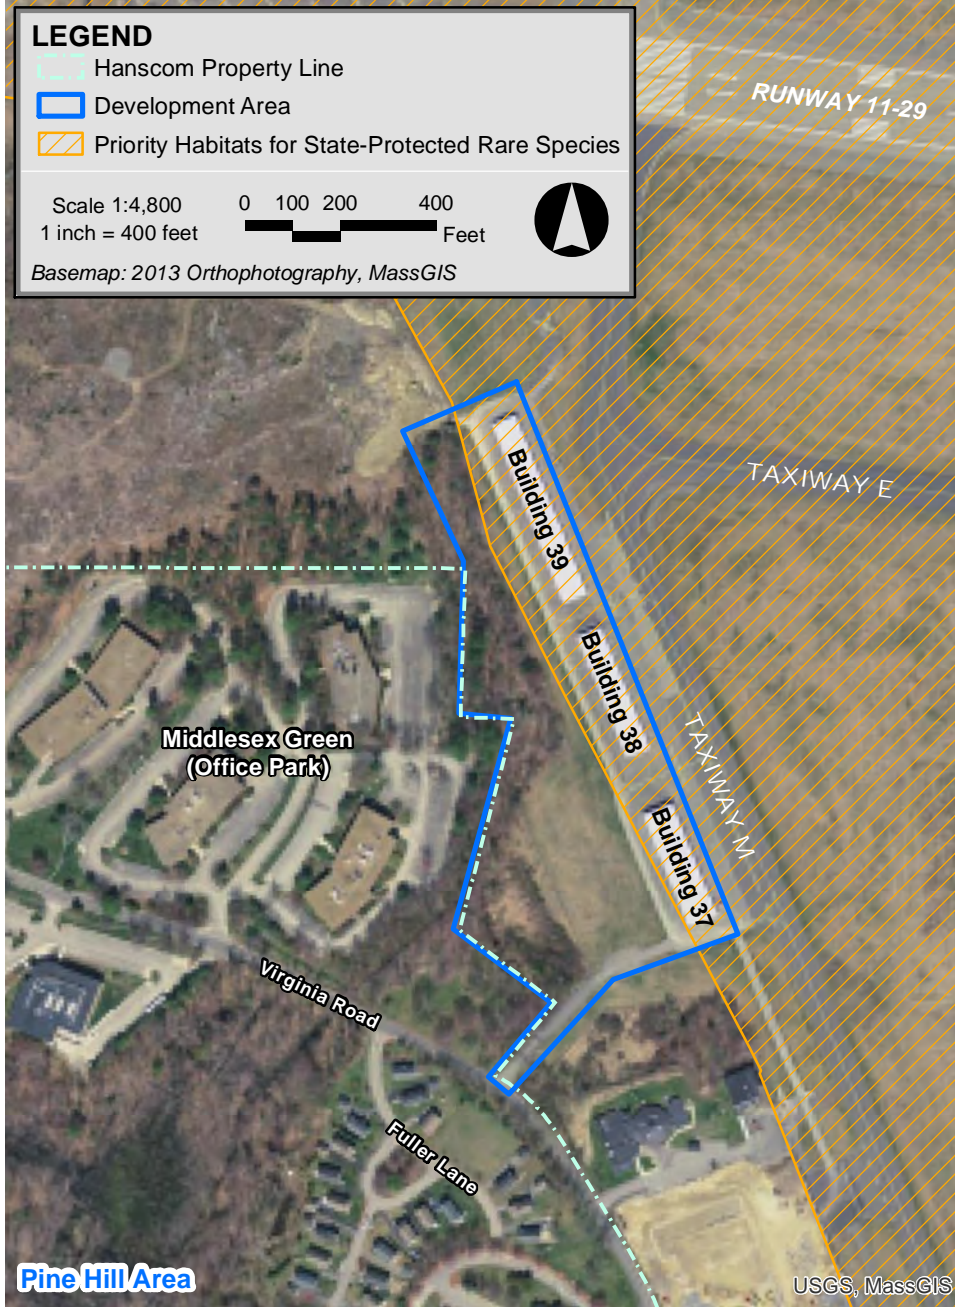 LEGEND
Hanscom Property Line
Development Area
Priority Habitats for State-Protected Rare Species
Scale 1:4,800
1 inch = 400 feet
0 100 200 400
Feet
Basemap: 2013 Orthophotography, MassGIS
RUNWAY 11-29
TAXIWAY E
Building 39
Building 38
TAXIWAY M
Building 37
Middlesex Green
(Office Park)
Virginia Road
Fuller Lane
Pine Hill Area
USGS, MassGIS